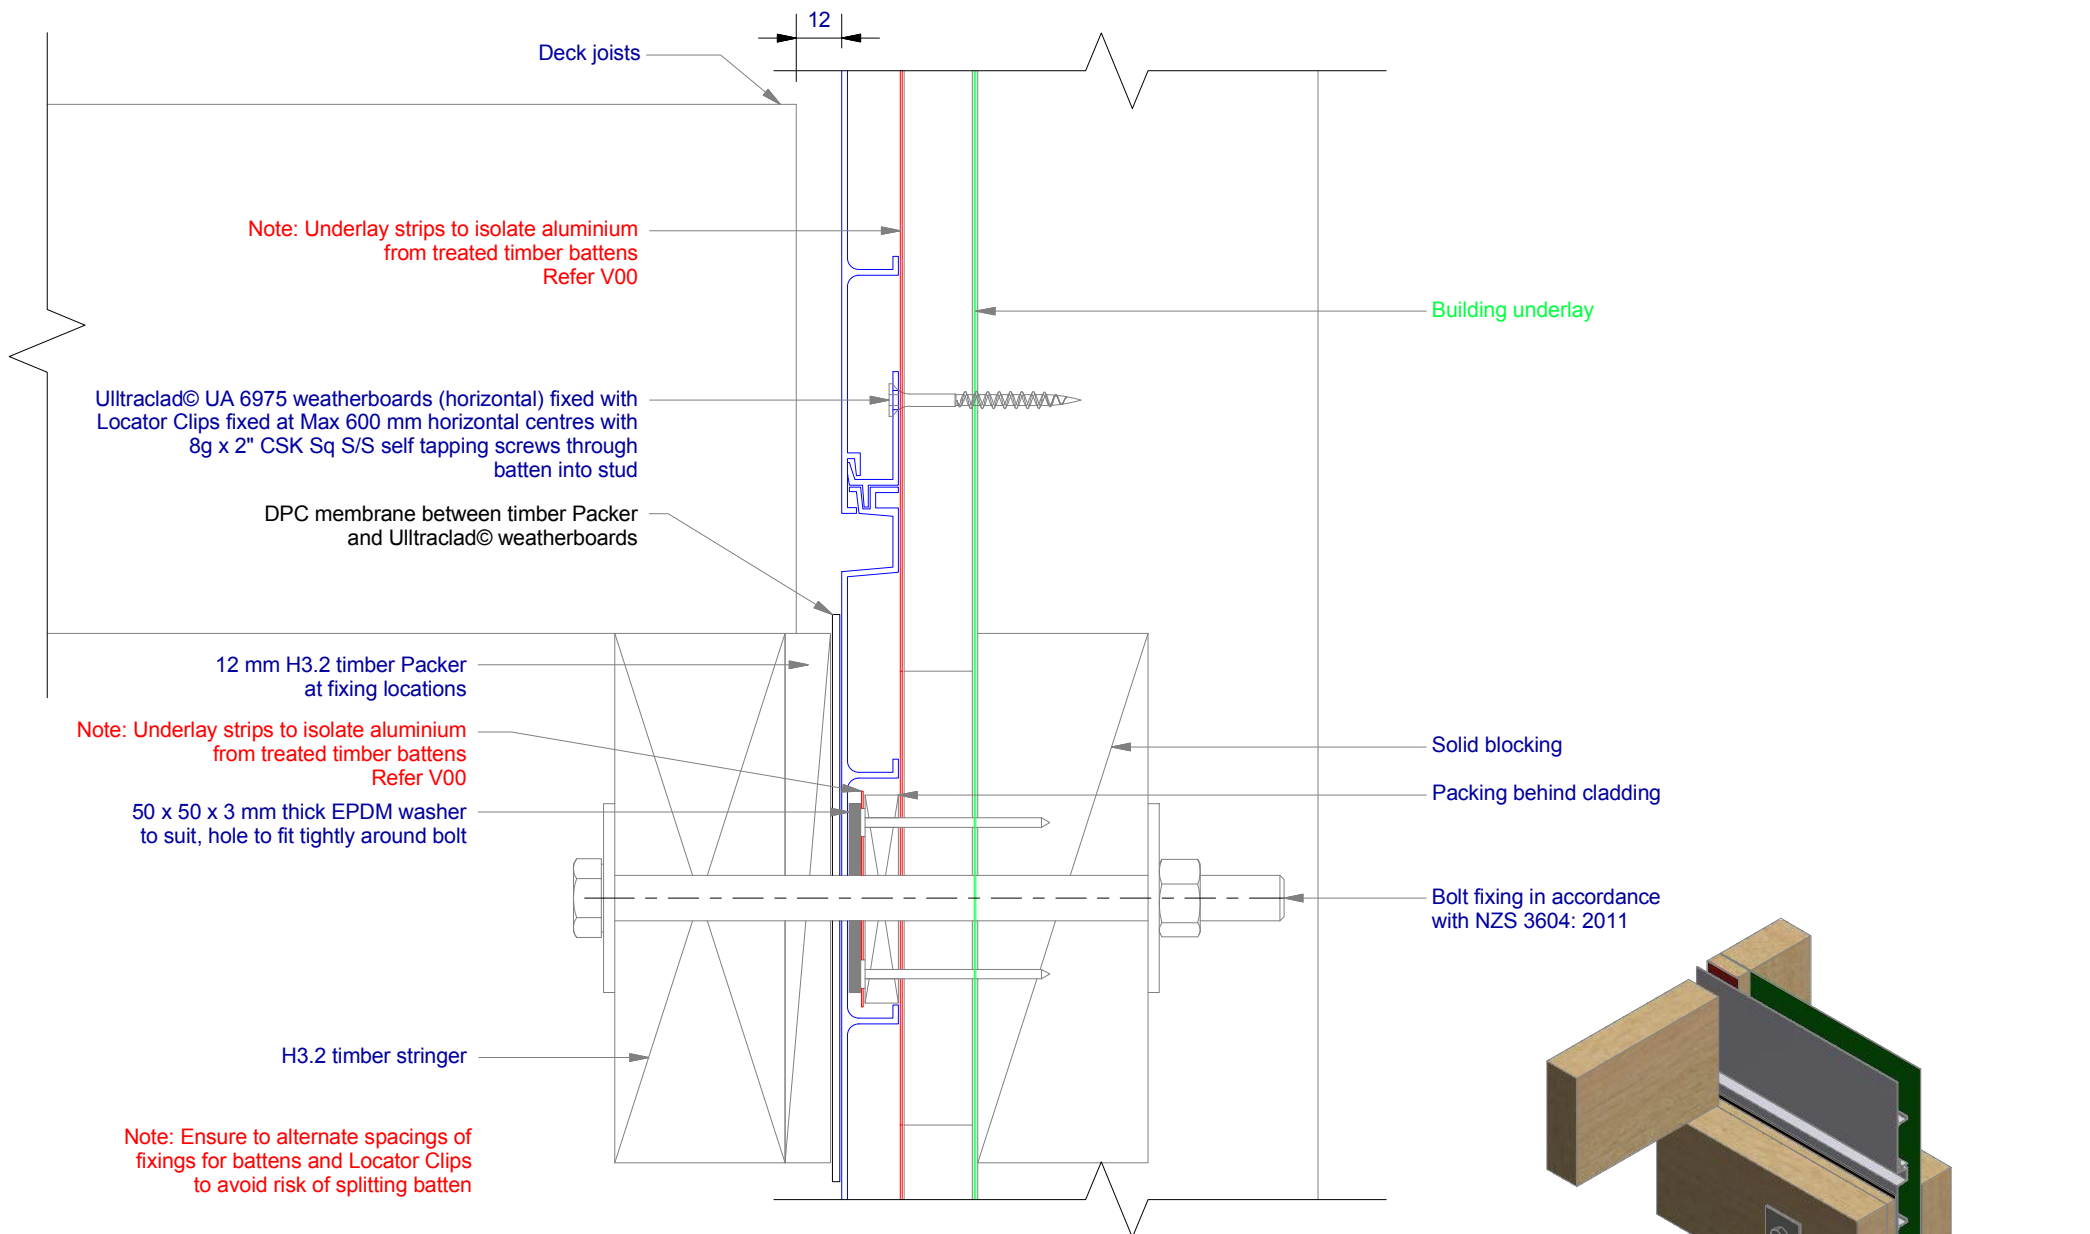 12
Deck joists
Note: Underlay strips to isolate aluminium
from treated timber battens
Refer V00
Building underlay
Ulltraclad© UA 6975 weatherboards (horizontal) fixed with
Locator Clips fixed at Max 600 mm horizontal centres with
8g x 2" CSK Sq S/S self tapping screws through
batten into stud
DPC membrane between timber Packer
and Ulltraclad© weatherboards
12 mm H3.2 timber Packer
at fixing locations
Note: Underlay strips to isolate aluminium
from treated timber battens
Refer V00
Solid blocking
Packing behind cladding
50 x 50 x 3 mm thick EPDM washer
to suit, hole to fit tightly around bolt
Bolt fixing in accordance
with NZS 3604: 2011
H3.2 timber stringer
Note: Ensure to alternate spacings of
fixings for battens and Locator Clips
to avoid risk of splitting batten